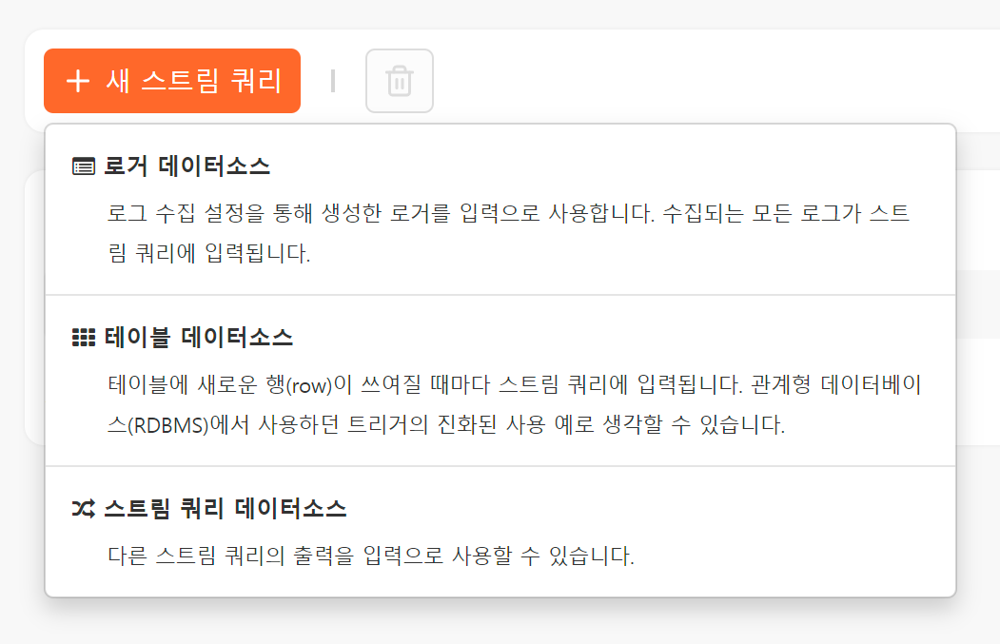 새 스트림 쿼리
로거 데이터소스
로그 수집 설정을 통해 생성한 로거를 입력으로 사용합니다. 수집되는 모든 로그가 스트
림 쿼리에 입력됩니다.
테이블 데이터소스
테이블에 새로운 행(row)이 쓰여질 때마다 스트림 쿼리에 입력됩니다. 관계형 데이터베이
스(RDBMS)에서 사용하던 트리거의 진화된 사용 예로 생각할 수 있습니다.
스트림 쿼리 데이터소스
다른 스트림 쿼리의 출력을 입력으로 사용할 수 있습니다.